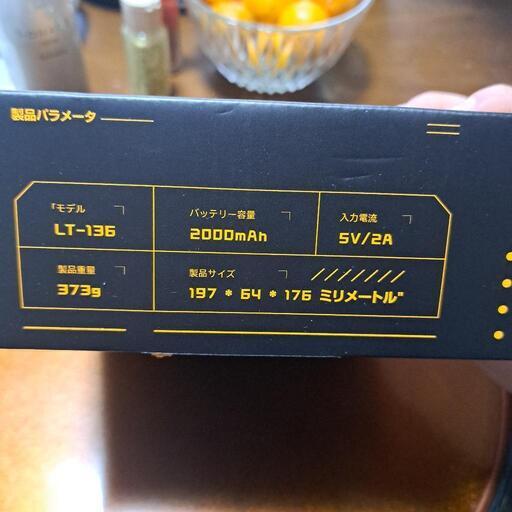 製品パラメータ
モデル
LT-136
バッテリー容量
2000mAh
入力電流
5V/2A
製品重量
373g
製品サイズ
197 * 64 * 176 ミリメートル"